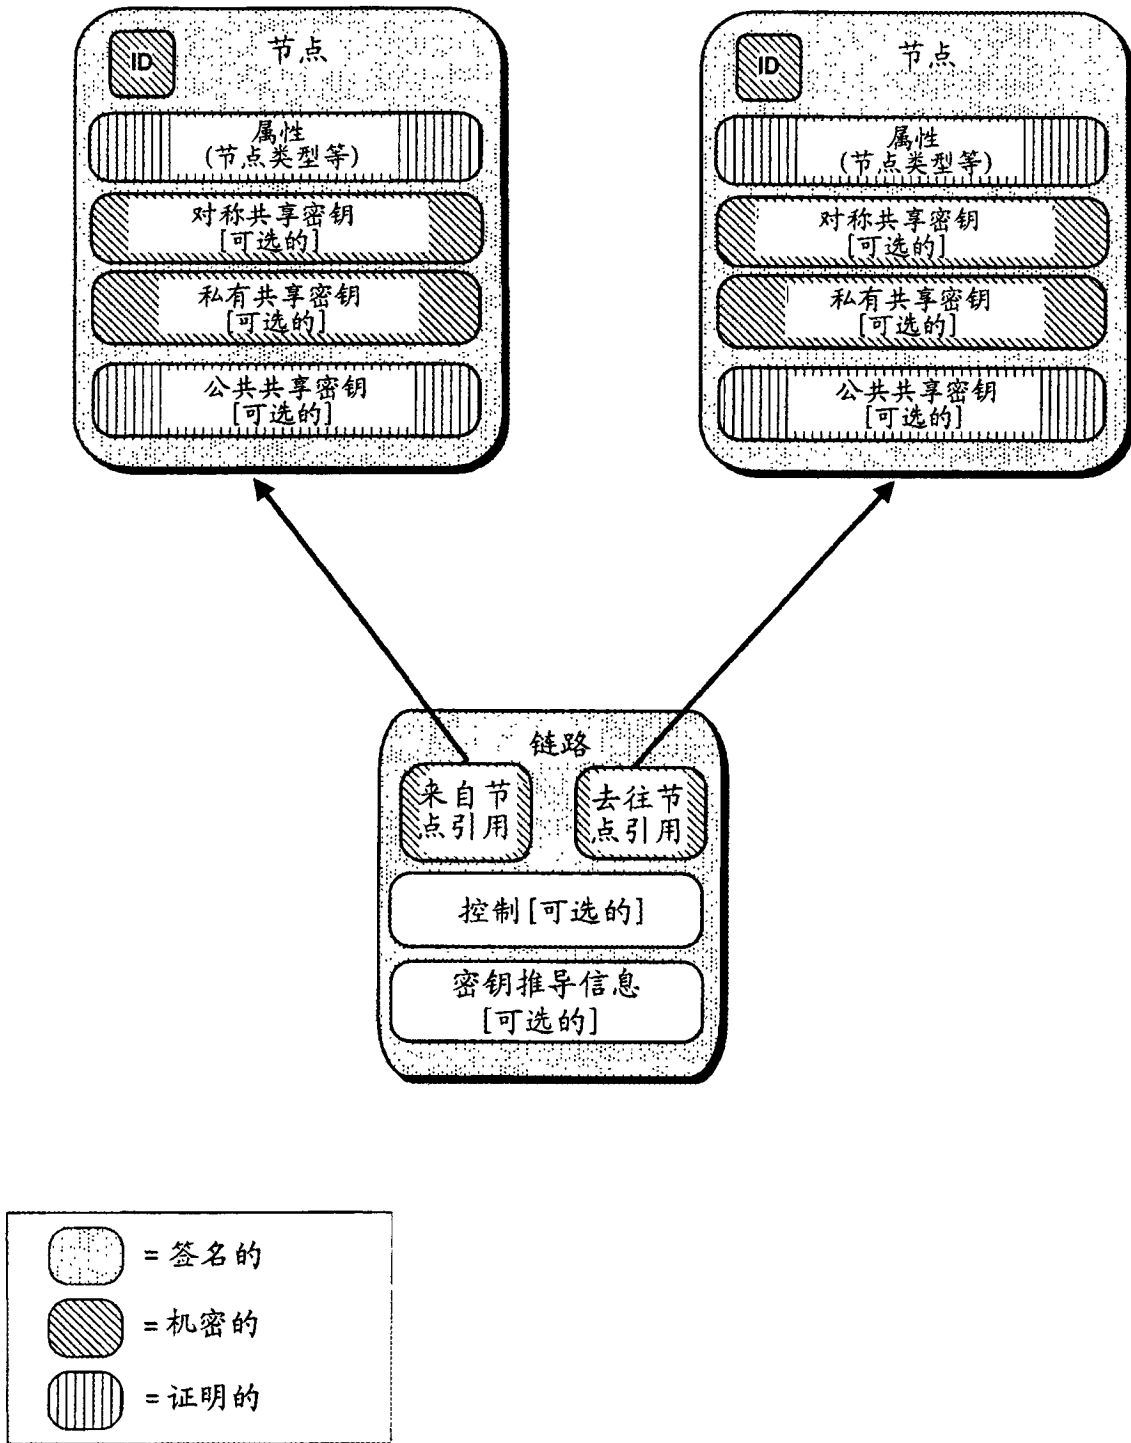 ID
节点
属性
(节点类型等)
对称共享密钥
[可选的]
私有共享密钥
[可选的]
公共共享密钥
[可选的]
ID
节点
属性
(节点类型等)
对称共享密钥
[可选的]
私有共享密钥
[可选的]
公共共享密钥
[可选的]
链路
来自节
点引用
去往节
点引用
控制[可选的]
密钥推导信息
[可选的]
=签名的
=机密的
=证明的